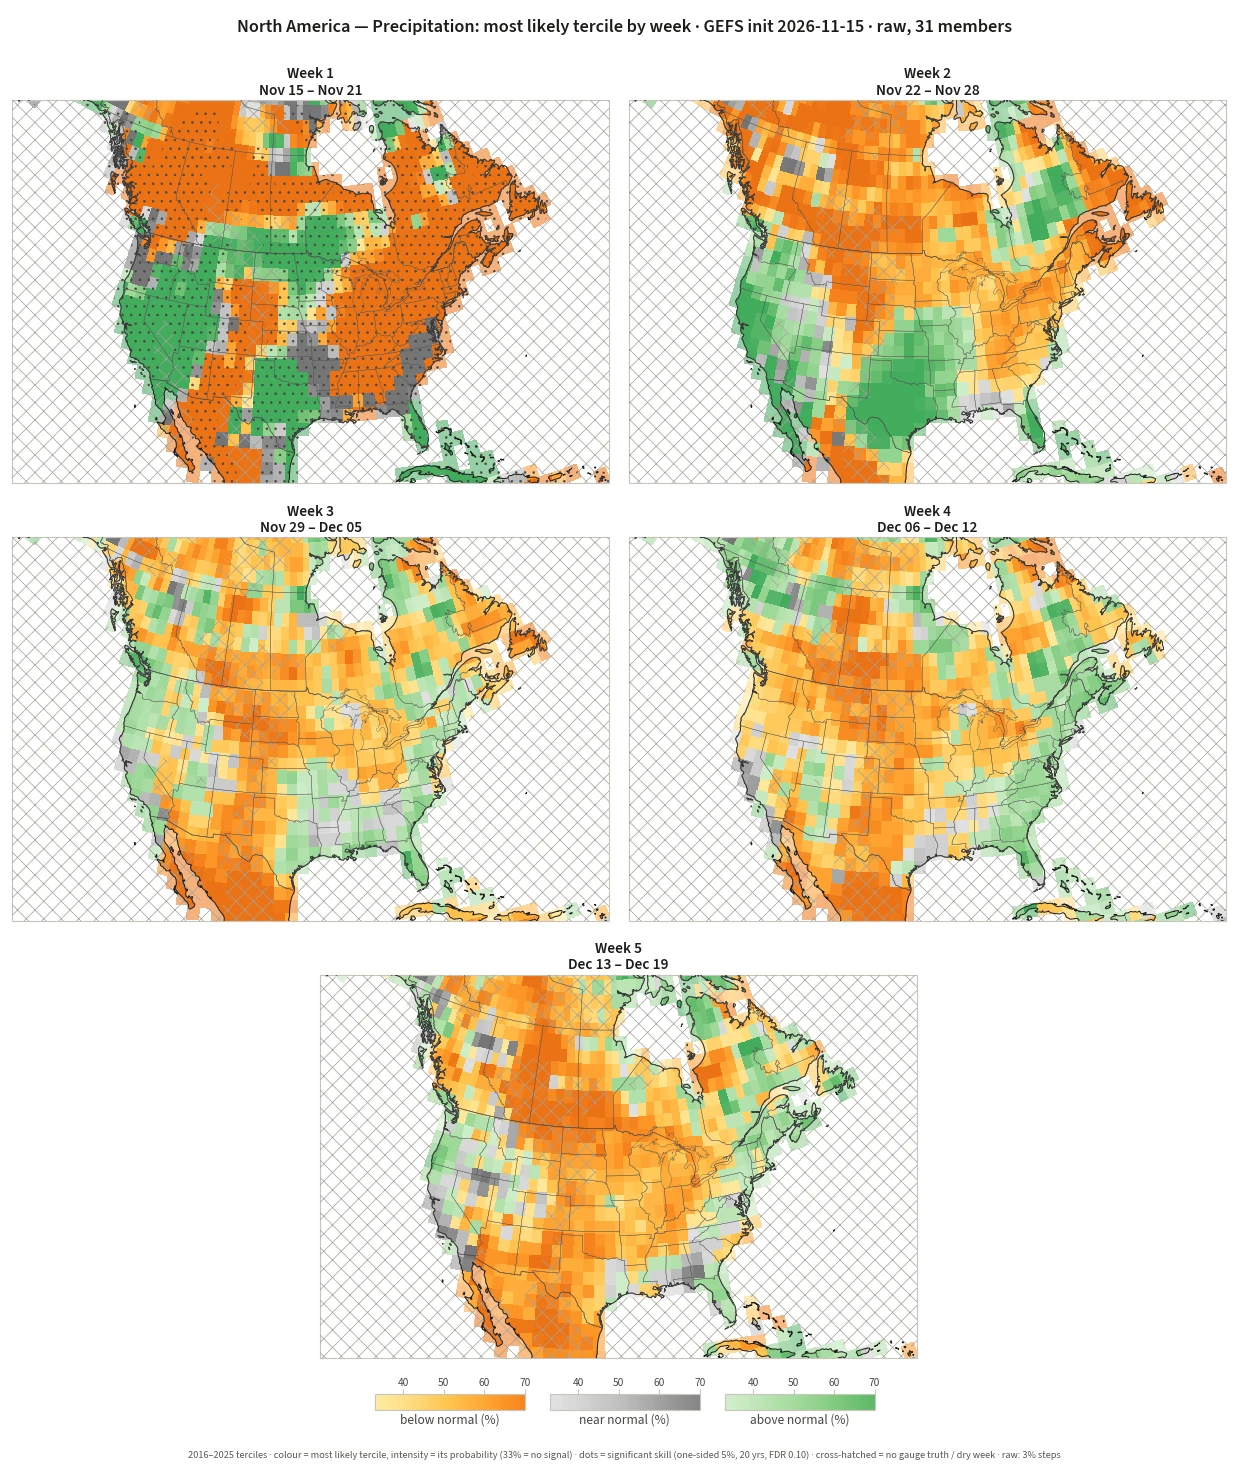 North America — Precipitation: most likely tercile by week · GEFS init 2026-11-15 · raw, 31 members
Week 1
Nov 15 – Nov 21
Week 2
Nov 22 – Nov 28
Week 3
Nov 29 – Dec 05
Week 4
Dec 06 – Dec 12
Week 5
Dec 13 – Dec 19
40 50 60 70
below normal (%)
40 50 60 70
near normal (%)
40 50 60 70
above normal (%)
2016–2025 terciles · colour = most likely tercile, intensity = its probability (33% = no signal) · dots = significant skill (one-sided 5%, 20 yrs, FDR 0.10) · cross-hatched = no gauge truth / dry week · raw: 3% steps